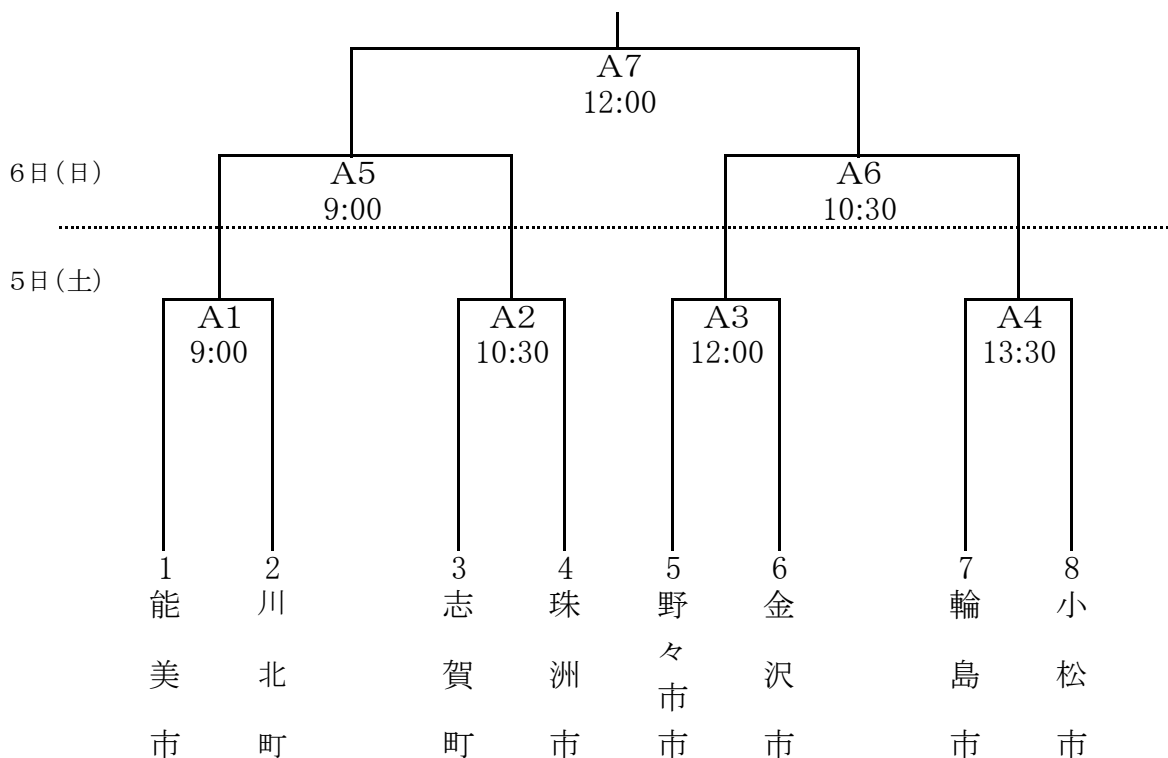 A7
12:00
6日(日)
A5
9:00
A6
10:30
5日(土)
A1
9:00
A2
10:30
A3
12:00
A4
13:30
1
能美市
2
川北町
3
志賀町
4
珠洲市
5
野々市市
6
金沢市
7
輪島市
8
小松市